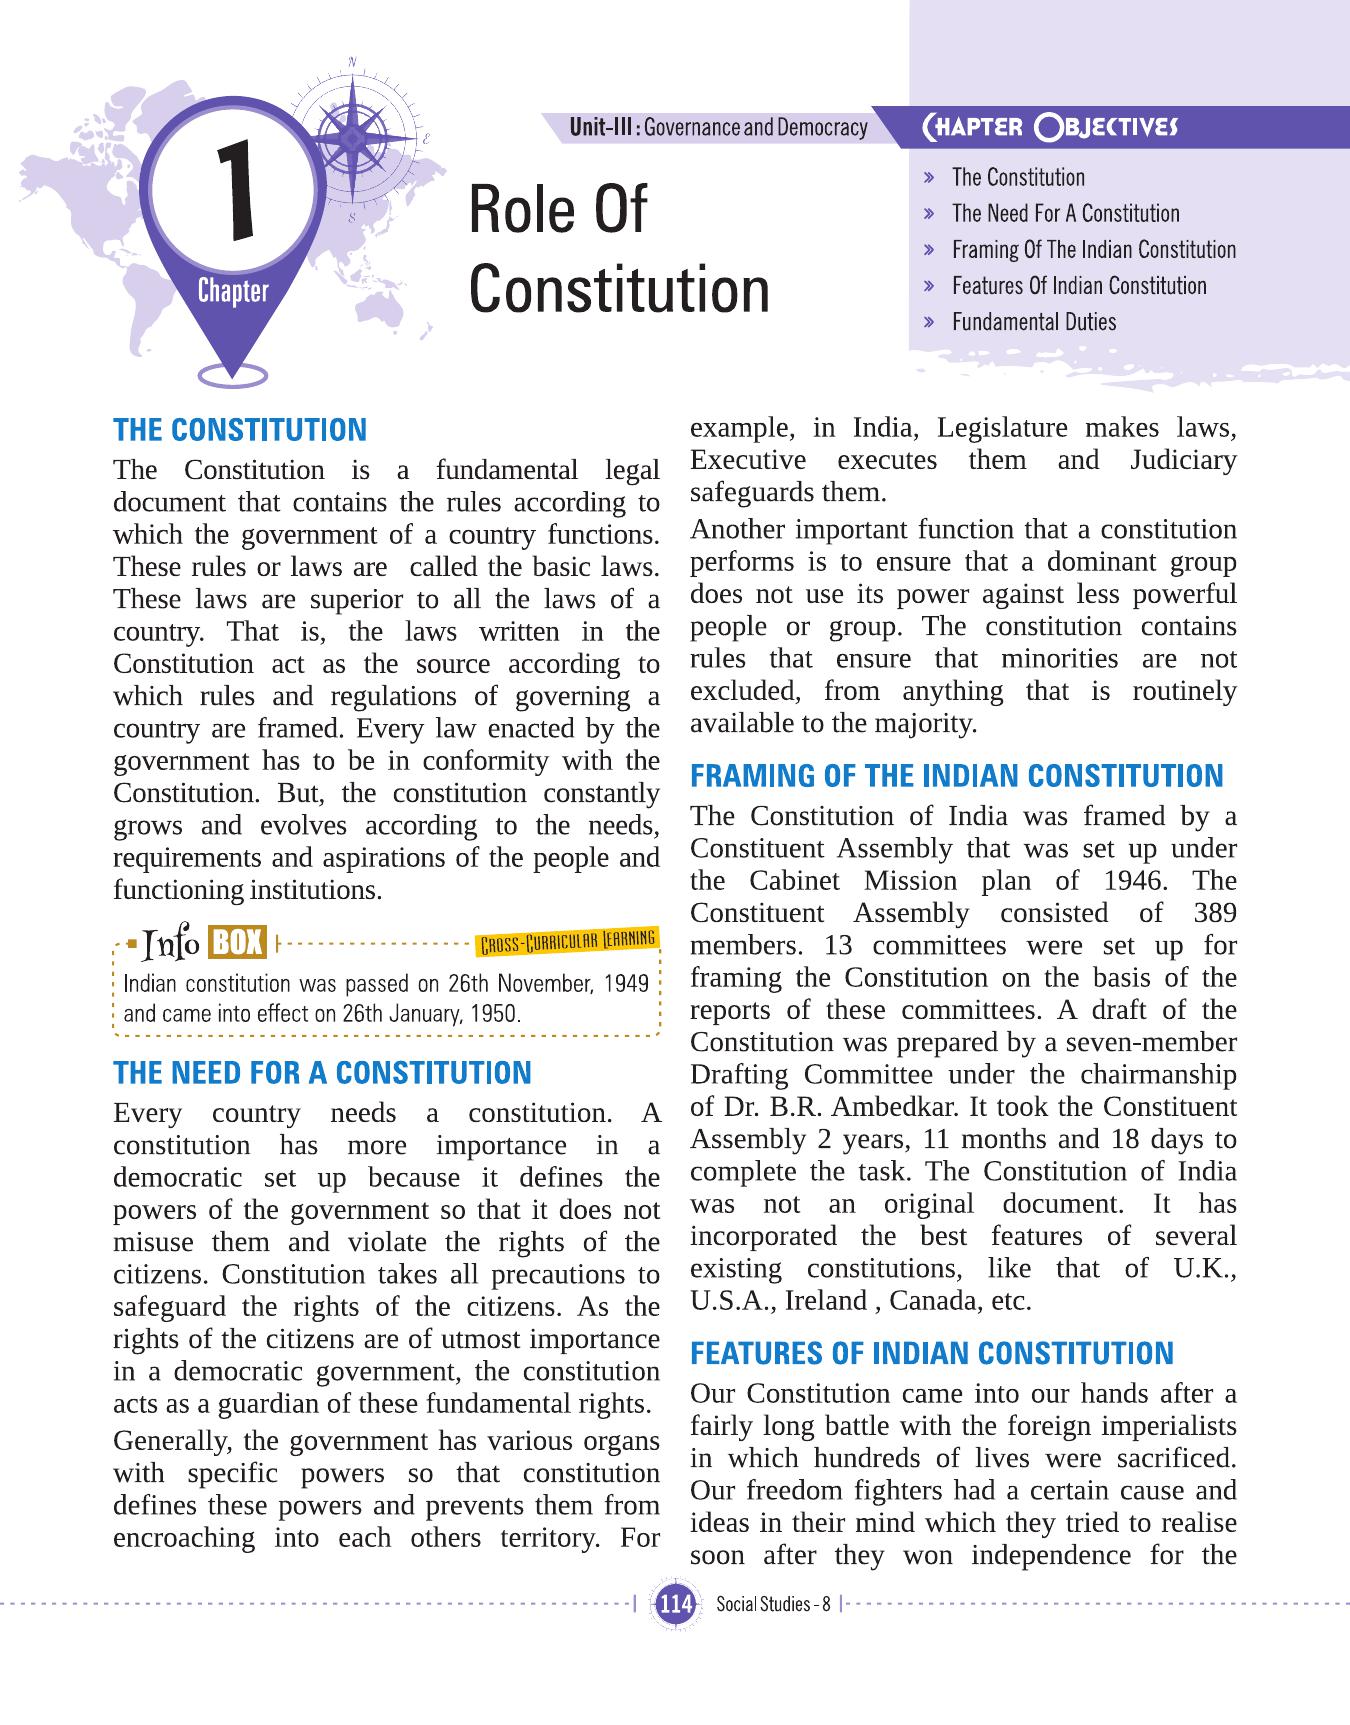 N
E
S
1
Chapter
Unit-III : Governance and Democracy
Role Of
Constitution
CHAPTER OBJECTIVES
» The Constitution
» The Need For A Constitution
» Framing Of The Indian Constitution
» Features Of Indian Constitution
» Fundamental Duties
THE CONSTITUTION
The Constitution is a fundamental legal
document that contains the rules according to
which the government of a country functions.
These rules or laws are called the basic laws.
These laws are superior to all the laws of a
country. That is, the laws written in the
Constitution act as the source according to
which rules and regulations of governing a
country are framed. Every law enacted by the
government has to be in conformity with the
Constitution. But, the constitution constantly
grows and evolves according to the needs,
requirements and aspirations of the people and
functioning institutions.
Info BOX
CROSS-CURRICULAR LEARNING
Indian constitution was passed on 26th November, 1949
and came into effect on 26th January, 1950.
THE NEED FOR A CONSTITUTION
Every country needs a constitution. A
constitution has more importance in a
democratic set up because it defines the
powers of the government so that it does not
misuse them and violate the rights of the
citizens. Constitution takes all precautions to
safeguard the rights of the citizens. As the
rights of the citizens are of utmost importance
in a democratic government, the constitution
acts as a guardian of these fundamental rights.
Generally, the government has various organs
with specific powers so that constitution
defines these powers and prevents them from
encroaching into each others territory. For
example, in India, Legislature makes laws,
Executive executes them and Judiciary
safeguards them.
Another important function that a constitution
performs is to ensure that a dominant group
does not use its power against less powerful
people or group. The constitution contains
rules that ensure that minorities are not
excluded, from anything that is routinely
available to the majority.
FRAMING OF THE INDIAN CONSTITUTION
The Constitution of India was framed by a
Constituent Assembly that was set up under
the Cabinet Mission plan of 1946. The
Constituent Assembly consisted of 389
members. 13 committees were set up for
framing the Constitution on the basis of the
reports of these committees. A draft of the
Constitution was prepared by a seven-member
Drafting Committee under the chairmanship
of Dr. B.R. Ambedkar. It took the Constituent
Assembly 2 years, 11 months and 18 days to
complete the task. The Constitution of India
was not an original document. It has
incorporated the best features of several
existing constitutions, like that of U.K.,
U.S.A., Ireland , Canada, etc.
FEATURES OF INDIAN CONSTITUTION
Our Constitution came into our hands after a
fairly long battle with the foreign imperialists
in which hundreds of lives were sacrificed.
Our freedom fighters had a certain cause and
ideas in their mind which they tried to realise
soon after they won independence for the
114 Social Studies - 8